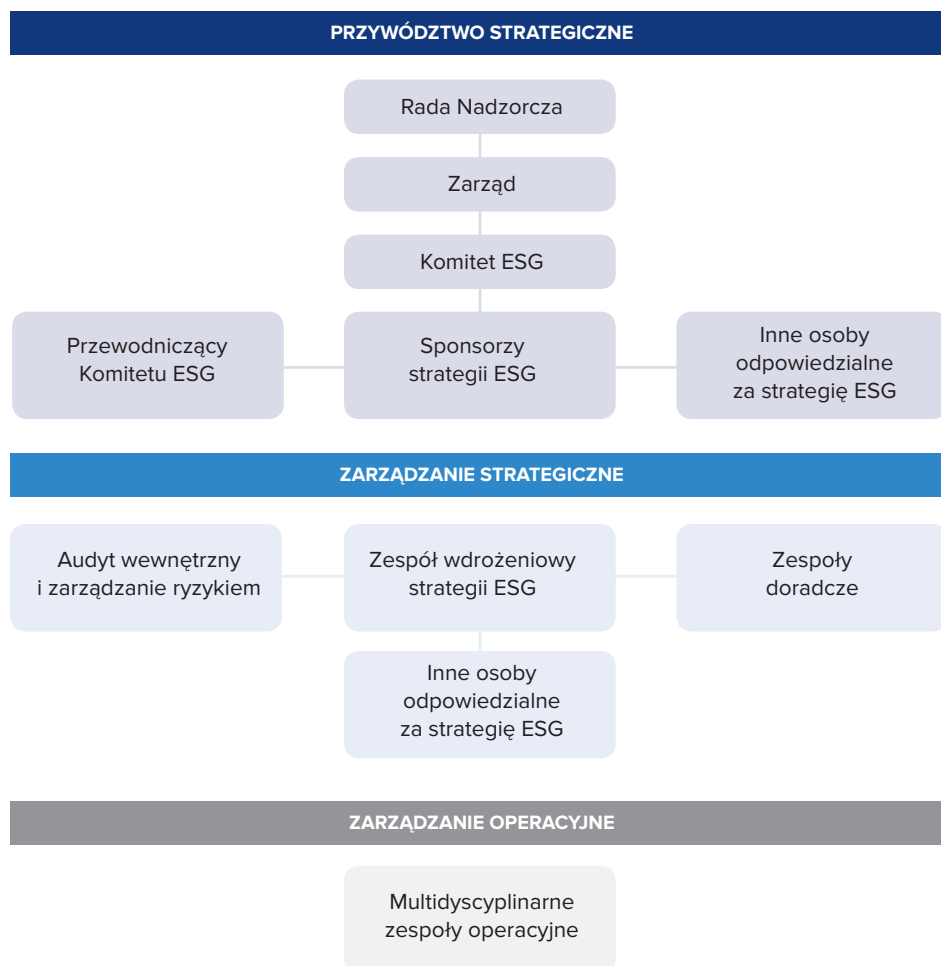 PRZYWÓDZTWO STRATEGICZNE
Rada Nadzorcza
Zarząd
Komitet ESG
Przewodniczący
Komitetu ESG
Sponsorzy
strategii ESG
Inne osoby
odpowiedzialne
za strategię ESG
ZARZĄDZANIE STRATEGICZNE
Audyt wewnętrzny
i zarządzanie ryzykiem
Zespół wdrożeniowy
strategii ESG
Zespoły
doradcze
Inne osoby
odpowiedzialne
za strategię ESG
ZARZĄDZANIE OPERACYJNE
Multidyscyplinarne
zespoły operacyjne